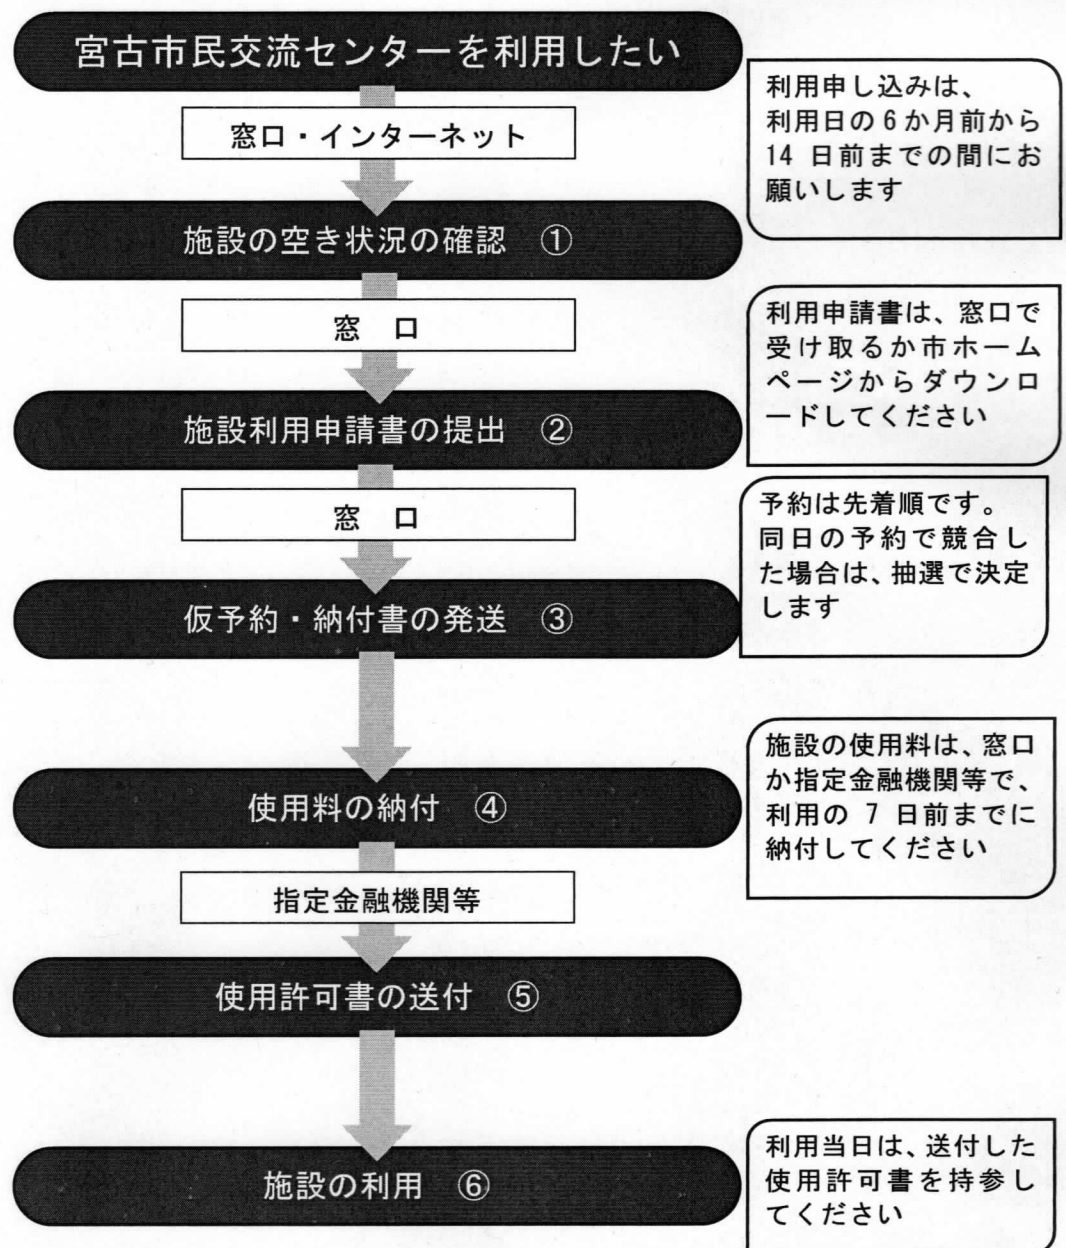 宮古市民交流センターを利用したい
利用申し込みは、
利用日の6か月前から
14 日前までの間にお
願いします
窓口・インターネット
施設の空き状況の確認 ①
利用申請書は、窓口で
受け取るか市ホーム
ページからダウンロ
ードしてください
窓 口
施設利用申請書の提出 ②
予約は先着順です。
同日の予約で競合し
た場合は、抽選で決定
します
窓 口
仮予約・納付書の発送 ③
施設の使用料は、窓口
か指定金融機関等で、
利用の 7 日前までに
納付してください
使用料の納付 ④
指定金融機関等
使用許可書の送付 ⑤
利用当日は、送付した
使用許可書を持参し
てください
施設の利用 ⑥